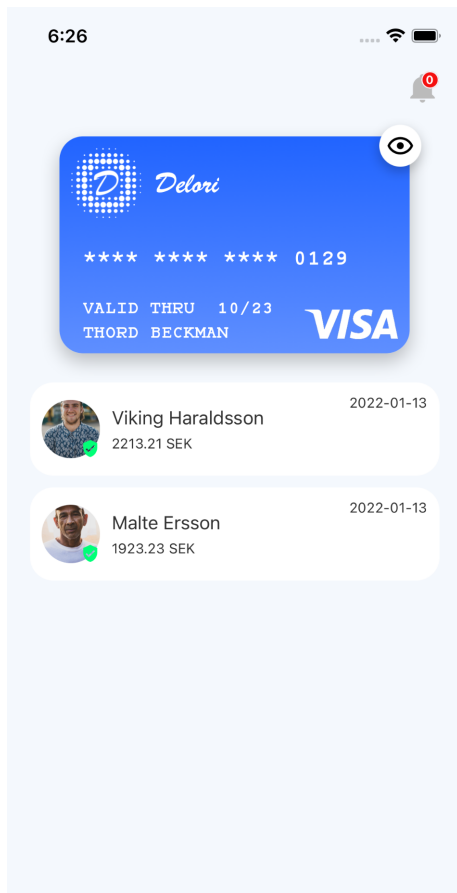 6:26
0
D Delori
**** **** **** 0129
VALID THRU 10/23
THORD BECKMAN
VISA
2022-01-13
Viking Haraldsson
2213.21 SEK
2022-01-13
Malte Ersson
1923.23 SEK